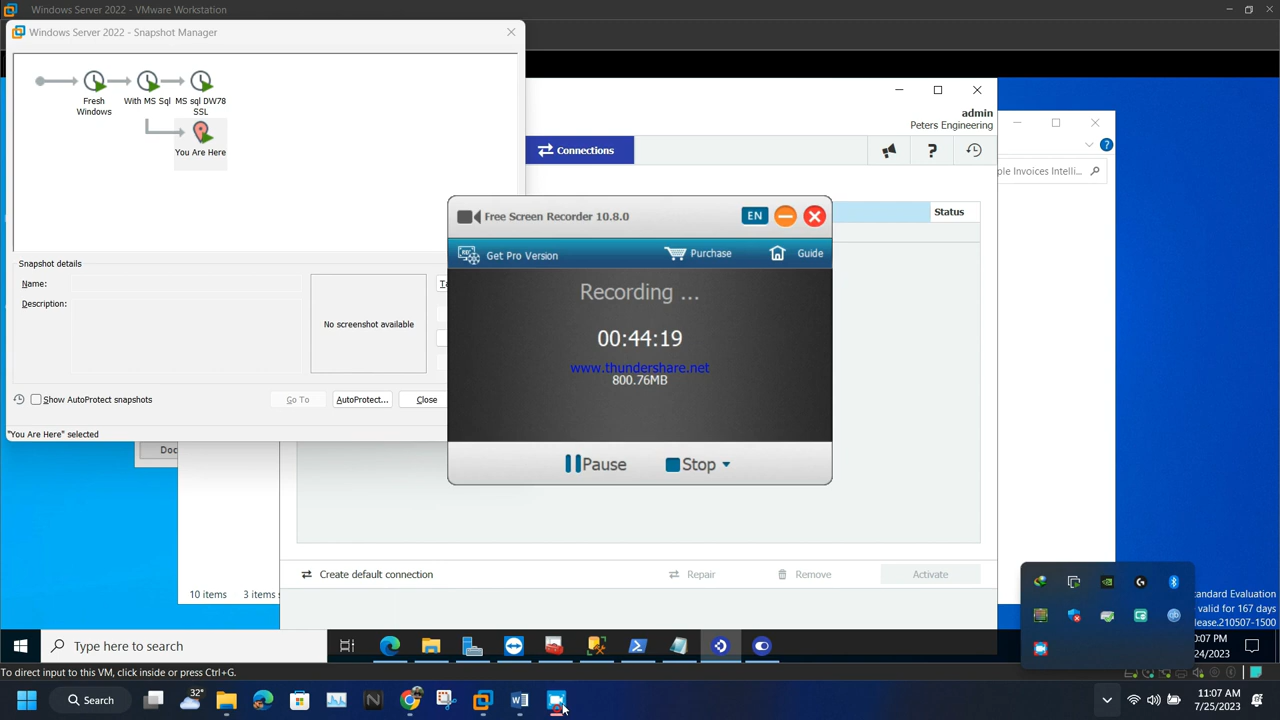 Windows Server 2022 - VMware Workstation
Windows Server 2022 - Snapshot Manager
Fresh Windows
With MS Sql
MS sql DW78 SSL
You Are Here
Snapshot details
Name:
Description:
No screenshot available
Show AutoProtect snapshots
Go To
AutoProtect...
Close
"You Are Here" selected
admin
Peters Engineering
Connections
?
ple Invoices Intelli...
?
Status
Free Screen Recorder 10.8.0
EN
Get Pro Version
Purchase
Guide
Recording ...
00:44:19
www.thundershare.net
800.76MB
Pause
Stop
Doc
Create default connection
Repair
Remove
Activate
10 items
3 items
tandard Evaluation
valid for 167 days
lease.210507-1500
Type here to search
0:07 PM
24/2023
To direct input to this VM, click inside or press Ctrl+G.
32°
Search
11:07 AM
7/25/2023